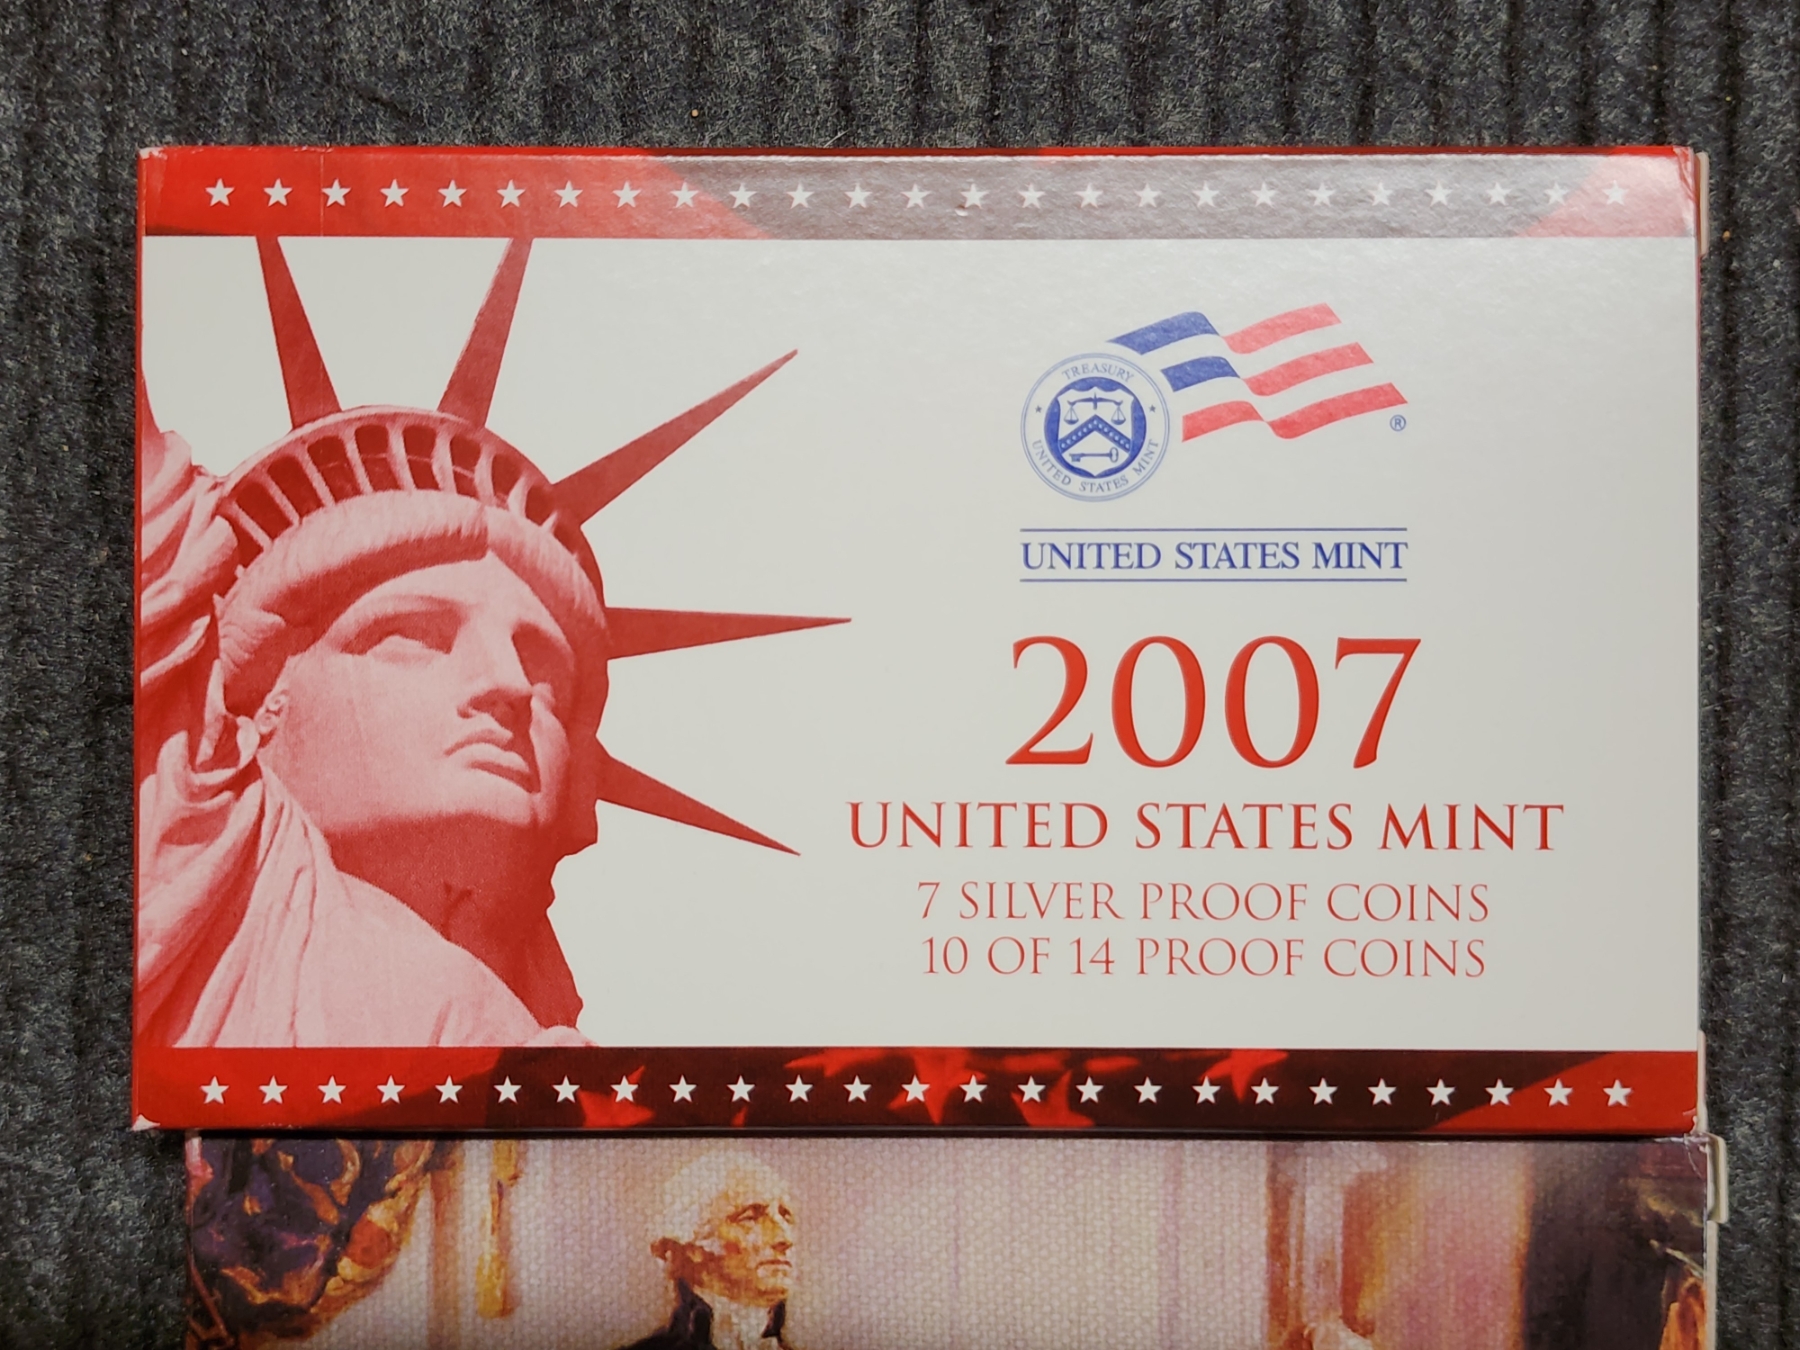 TREASURY
UNITED STATES MINT
®
UNITED STATES MINT
2007
UNITED STATES MINT
7 SILVER PROOF COINS
10 OF 14 PROOF COINS